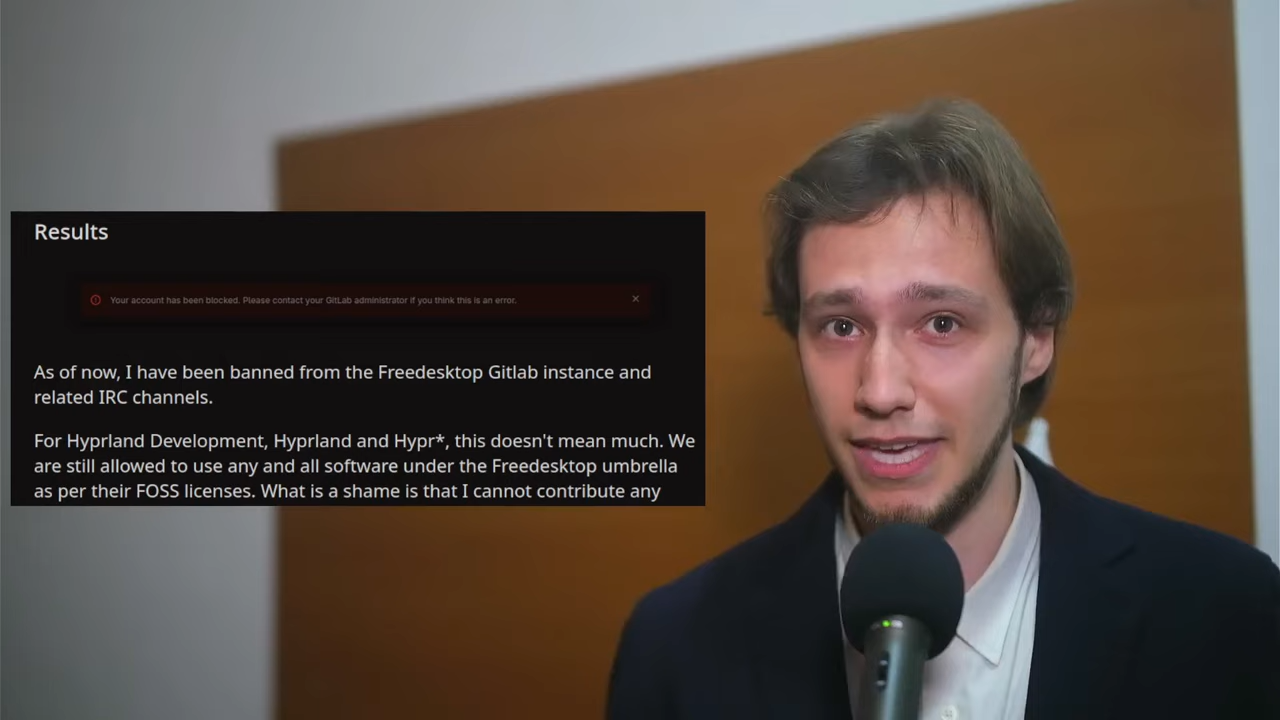 Results
Your account has been blocked. Please contact your GitLab administrator if you think this is an error.
As of now, I have been banned from the Freedesktop Gitlab instance and
related IRC channels.
For Hyprland Development, Hyprland and Hypr*, this doesn't mean much. We
are still allowed to use any and all software under the Freedesktop umbrella
as per their FOSS licenses. What is a shame is that I cannot contribute any